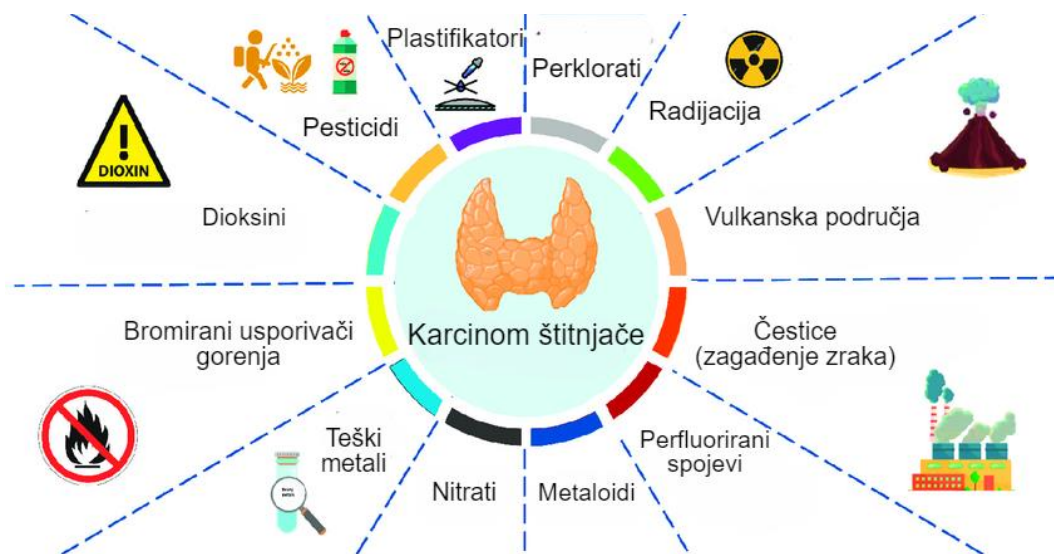 Plastifikatori
Perklorati
Radijacija
Pesticidi
DIOXIN
Dioksini
Vulkanska područja
Karcinom štitnjače
Bromirani usporivači
gorenja
Čestice
(zagađenje zraka)
Teški
metali
Nitrati
Metaloidi
Perfluorirani
spojevi